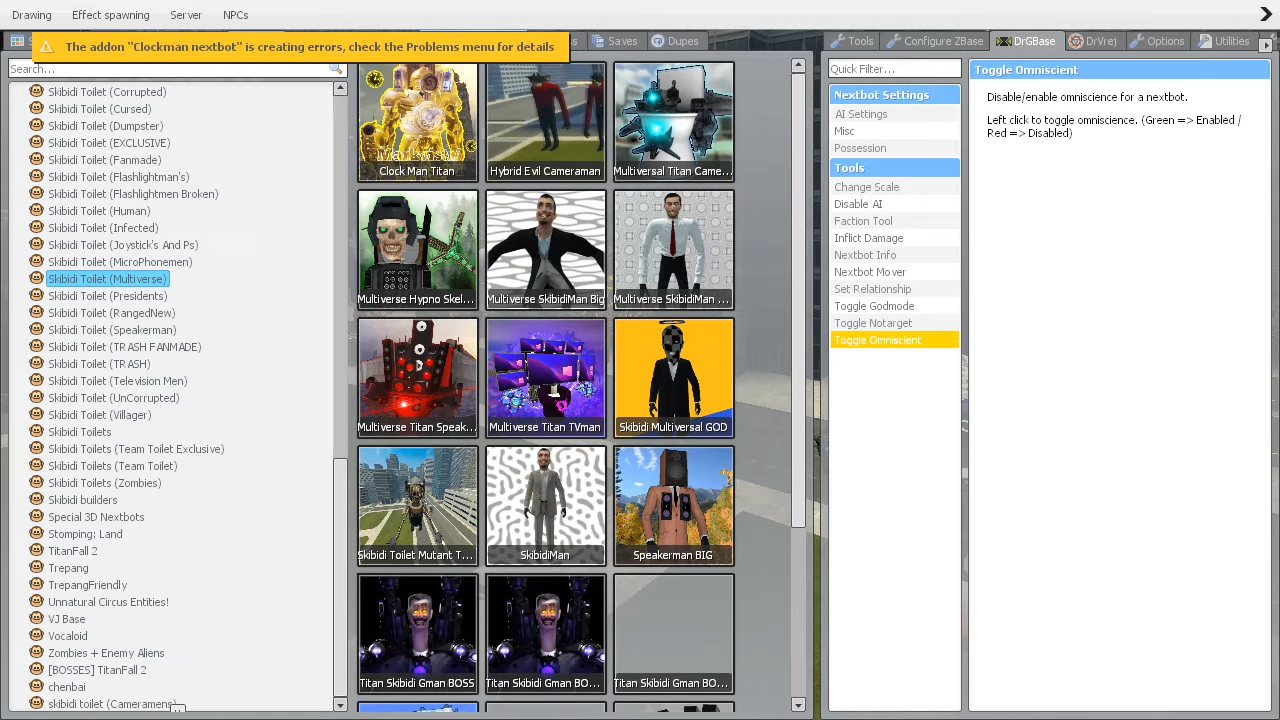 Drawing Effect spawning Server NPCs
The addon "Clockman nextbot" is creating errors, check the Problems menu for details
Saves Dupes
Tools Configure ZBase DrGBase DrVrej Options Utilities
Search...
Skibidi Toilet (Corrupted)
Skibidi Toilet (Cursed)
Skibidi Toilet (Dumpster)
Skibidi Toilet (EXCLUSIVE)
Skibidi Toilet (Fanmade)
Skibidi Toilet (FlashlightMan's)
Skibidi Toilet (Flashlightmen Broken)
Skibidi Toilet (Human)
Skibidi Toilet (Infected)
Skibidi Toilet (Joystick's And Ps)
Skibidi Toilet (MicroPhonemen)
Skibidi Toilet (Multiverse)
Skibidi Toilet (Presidents)
Skibidi Toilet (RangedNew)
Skibidi Toilet (Speakerman)
Skibidi Toilet (TRASH FANMADE)
Skibidi Toilet (TRASH)
Skibidi Toilet (Television Men)
Skibidi Toilet (UnCorrupted)
Skibidi Toilet (Villager)
Skibidi Toilets
Skibidi Toilets (Team Toilet Exclusive)
Skibidi Toilets (Team Toilet)
Skibidi Toilets (Zombies)
Skibidi builders
Special 3D Nextbots
Stomping: Land
TitanFall 2
Trepang
TrepangFriendly
Unnatural Circus Entities!
VJ Base
Vocaloid
Zombies + Enemy Aliens
[BOSSES] TitanFall 2
chenbai
skibidi toilet (Cameramens)
Clock Man Titan
Hybrid Evil Cameraman
Multiversal Titan Came...
Multiverse Hypno Skel...
Multiverse SkibidiMan Big
Multiverse SkibidiMan ...
Multiverse Titan Speak...
Multiverse Titan TVman
Skibidi Multiversal GOD
Skibidi Toilet Mutant T...
SkibidiMan
Speakerman BIG
Titan Skibidi Gman BOSS
Titan Skibidi Gman BO...
Titan Skibidi Gman BO...
Quick Filter...
Nextbot Settings
AI Settings
Misc
Possession
Tools
Change Scale
Disable AI
Faction Tool
Inflict Damage
Nextbot Info
Nextbot Mover
Set Relationship
Toggle Godmode
Toggle Notarget
Toggle Omniscient
Toggle Omniscient
Disable/enable omniscience for a nextbot.
Left click to toggle omniscience. (Green => Enabled /
Red => Disabled)